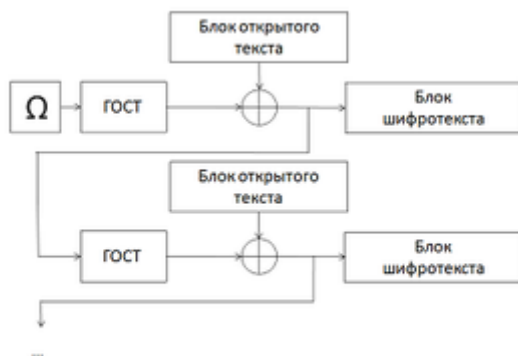 Блок открытого
текста
Ω
ГОСТ
Блок
шифротекста
Блок открытого
текста
ГОСТ
Блок
шифротекста
...